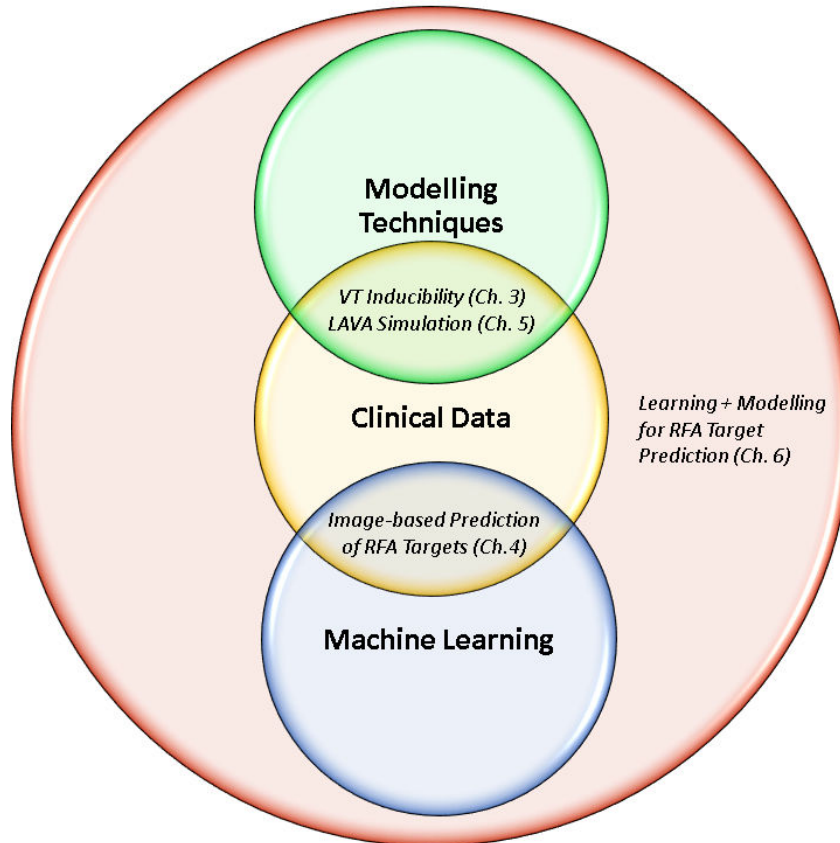 Modelling
Techniques
VT Inducibility (Ch. 3)
LAVA Simulation (Ch. 5)
Clinical Data
Learning + Modelling
for RFA Target
Prediction (Ch. 6)
Image-based Prediction
of RFA Targets (Ch.4)
Machine Learning